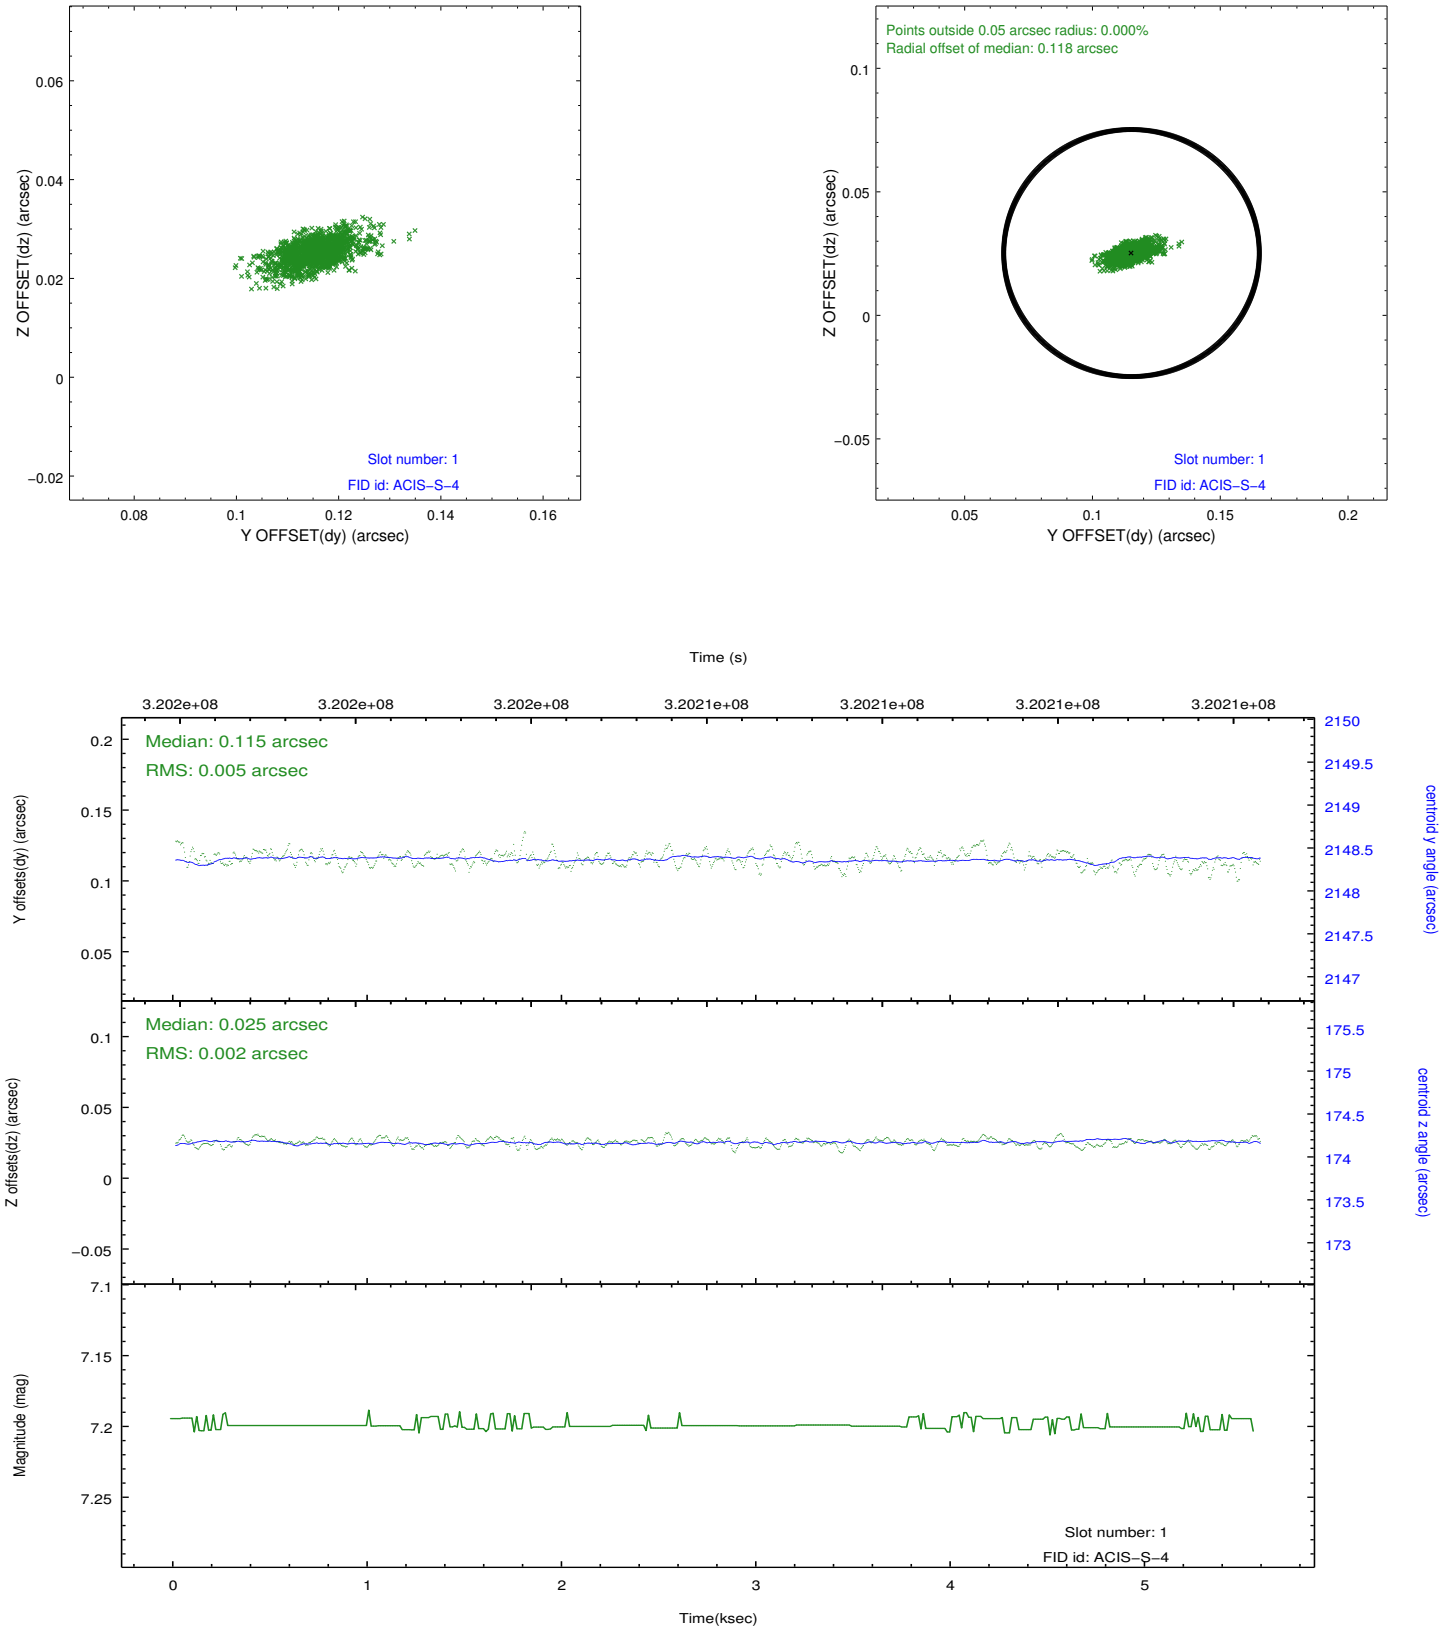 0.06
0.04
0.02
0
−0.02
Z OFFSET(dz) (arcsec)
Slot number: 1
FID id: ACIS−S−4
0.08 0.1 0.12 0.14 0.16
Y OFFSET(dy) (arcsec)
Points outside 0.05 arcsec radius: 0.000%
Radial offset of median: 0.118 arcsec
0.1
0.05
0
−0.05
Z OFFSET(dz) (arcsec)
Slot number: 1
FID id: ACIS−S−4
0.05 0.1 0.15 0.2
Y OFFSET(dy) (arcsec)
Time (s)
3.202e+08 3.202e+08 3.202e+08 3.2021e+08 3.2021e+08 3.2021e+08 3.2021e+08
Median: 0.115 arcsec
RMS: 0.005 arcsec
0.2
0.15
0.1
0.05
Y offsets(dy) (arcsec)
2150
2149.5
2149
2148.5
2148
2147.5
2147
centroid y angle (arcsec)
Median: 0.025 arcsec
RMS: 0.002 arcsec
0.1
0.05
0
−0.05
Z offsets(dz) (arcsec)
175.5
175
174.5
174
173.5
173
centroid z angle (arcsec)
7.1
7.15
7.2
7.25
Magnitude (mag)
Slot number: 1
FID id: ACIS−S−4
0 1 2 3 4 5
Time(ksec)